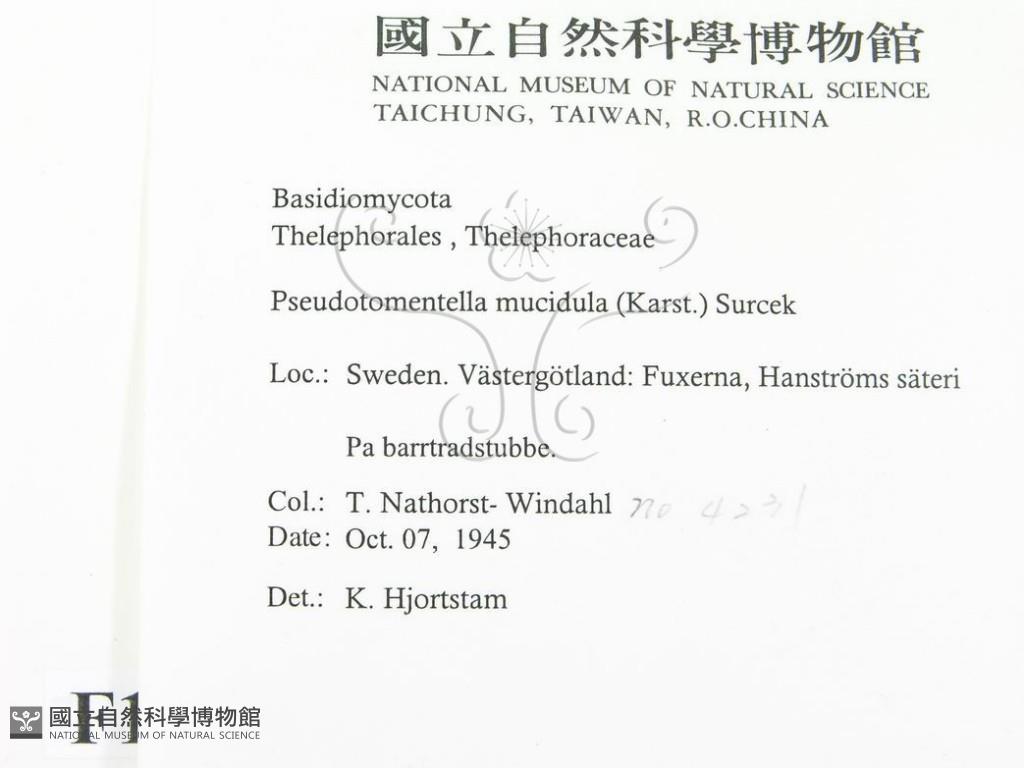 國立自然科學博物館
NATIONAL MUSEUM OF NATURAL SCIENCE
TAICHUNG, TAIWAN, R.O.CHINA
Basidiomycota
Thelephorales , Thelephoraceae
Pseudotomentella mucidula (Karst.) Surcek
Loc.: Sweden. Västergötland: Fuxerna, Hanströms säteri
Pa barrtradstubbe.
Col.: T. Nathorst- Windahl no 4231
Date: Oct. 07, 1945
Det.: K. Hjortstam
F1
國立自然科學博物館
NATIONAL MUSEUM OF NATURAL SCIENCE